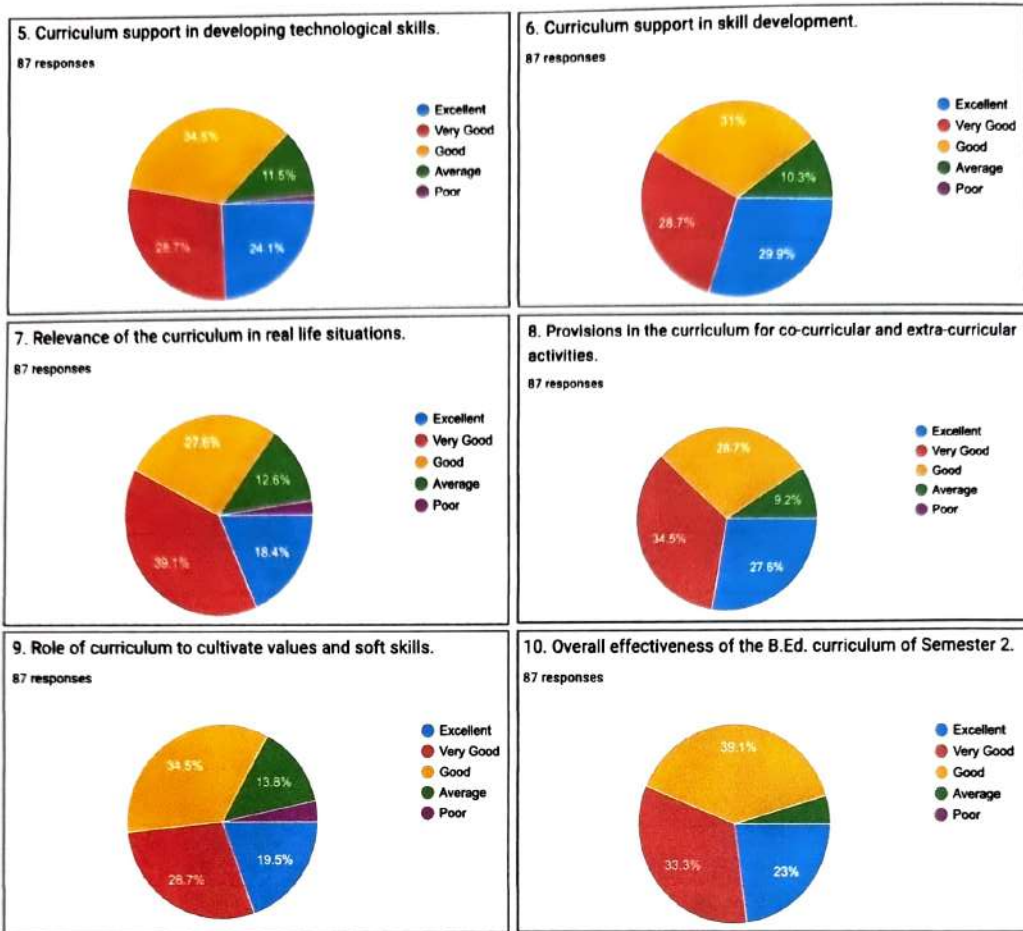 5. Curriculum support in developing technological skills.
87 responses
34.5%
11.5%
28.7%
24.1%
Excellent
Very Good
Good
Average
Poor
6. Curriculum support in skill development.
87 responses
31%
10.3%
28.7%
29.9%
Excellent
Very Good
Good
Average
Poor
7. Relevance of the curriculum in real life situations.
87 responses
27.6%
12.6%
39.1%
18.4%
Excellent
Very Good
Good
Average
Poor
8. Provisions in the curriculum for co-curricular and extra-curricular
activities.
87 responses
28.7%
9.2%
34.5%
27.6%
Excellent
Very Good
Good
Average
Poor
9. Role of curriculum to cultivate values and soft skills.
87 responses
34.5%
13.8%
28.7%
19.5%
Excellent
Very Good
Good
Average
Poor
10. Overall effectiveness of the B.Ed. curriculum of Semester 2.
87 responses
39.1%
33.3%
23%
Excellent
Very Good
Good
Average
Poor